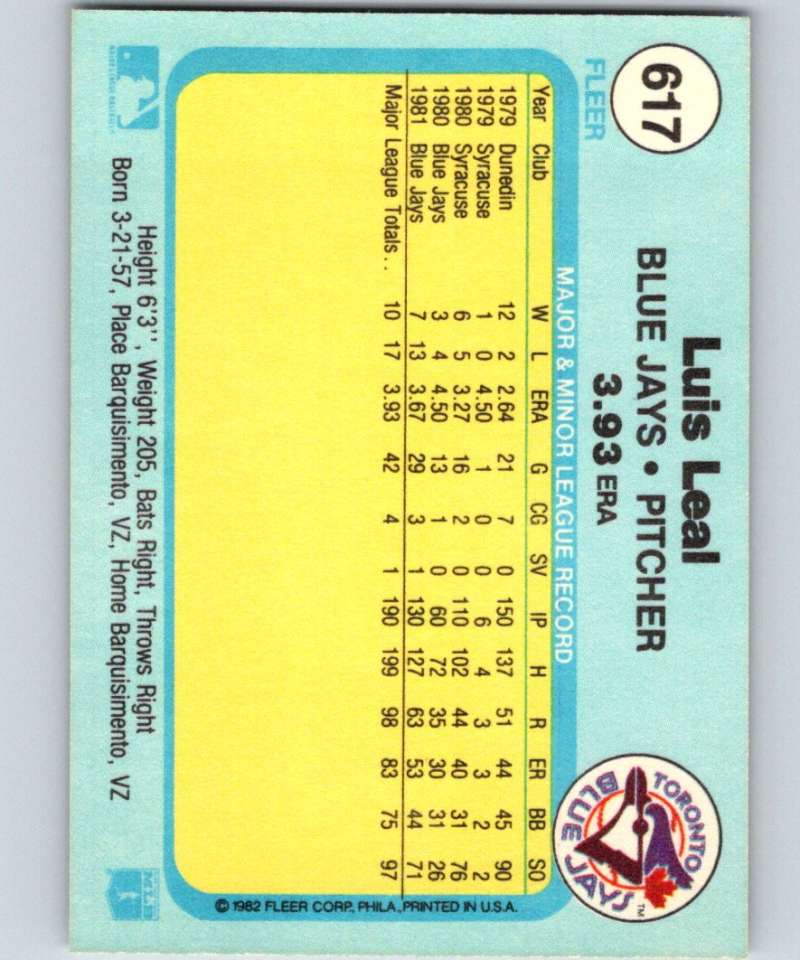 617
FLEER
Luis Leal
BLUE JAYS • PITCHER
3.93 ERA
TORONTO
BLUE JAYS
TM
MAJOR & MINOR LEAGUE RECORD
Year Club W L ERA G CG SV IP H R ER BB SO
1979 Dunedin 12 2 2.64 21 7 0 150 137 51 44 45 90
1979 Syracuse 1 0 4.50 1 0 0 6 4 3 3 2 2
1980 Syracuse 6 5 3.27 16 2 0 110 102 44 40 31 76
1980 Blue Jays 3 4 4.50 13 1 0 60 72 35 30 31 26
1981 Blue Jays 7 13 3.67 29 3 1 130 127 63 53 44 71
Major League Totals . . 10 17 3.93 42 4 1 190 199 98 83 75 97
© 1982 FLEER CORP., PHILA., PRINTED IN U.S.A.
Height 6'3'', Weight 205, Bats Right, Throws Right
Born 3-21-57, Place Barquisimento, VZ, Home Barquisimento, VZ